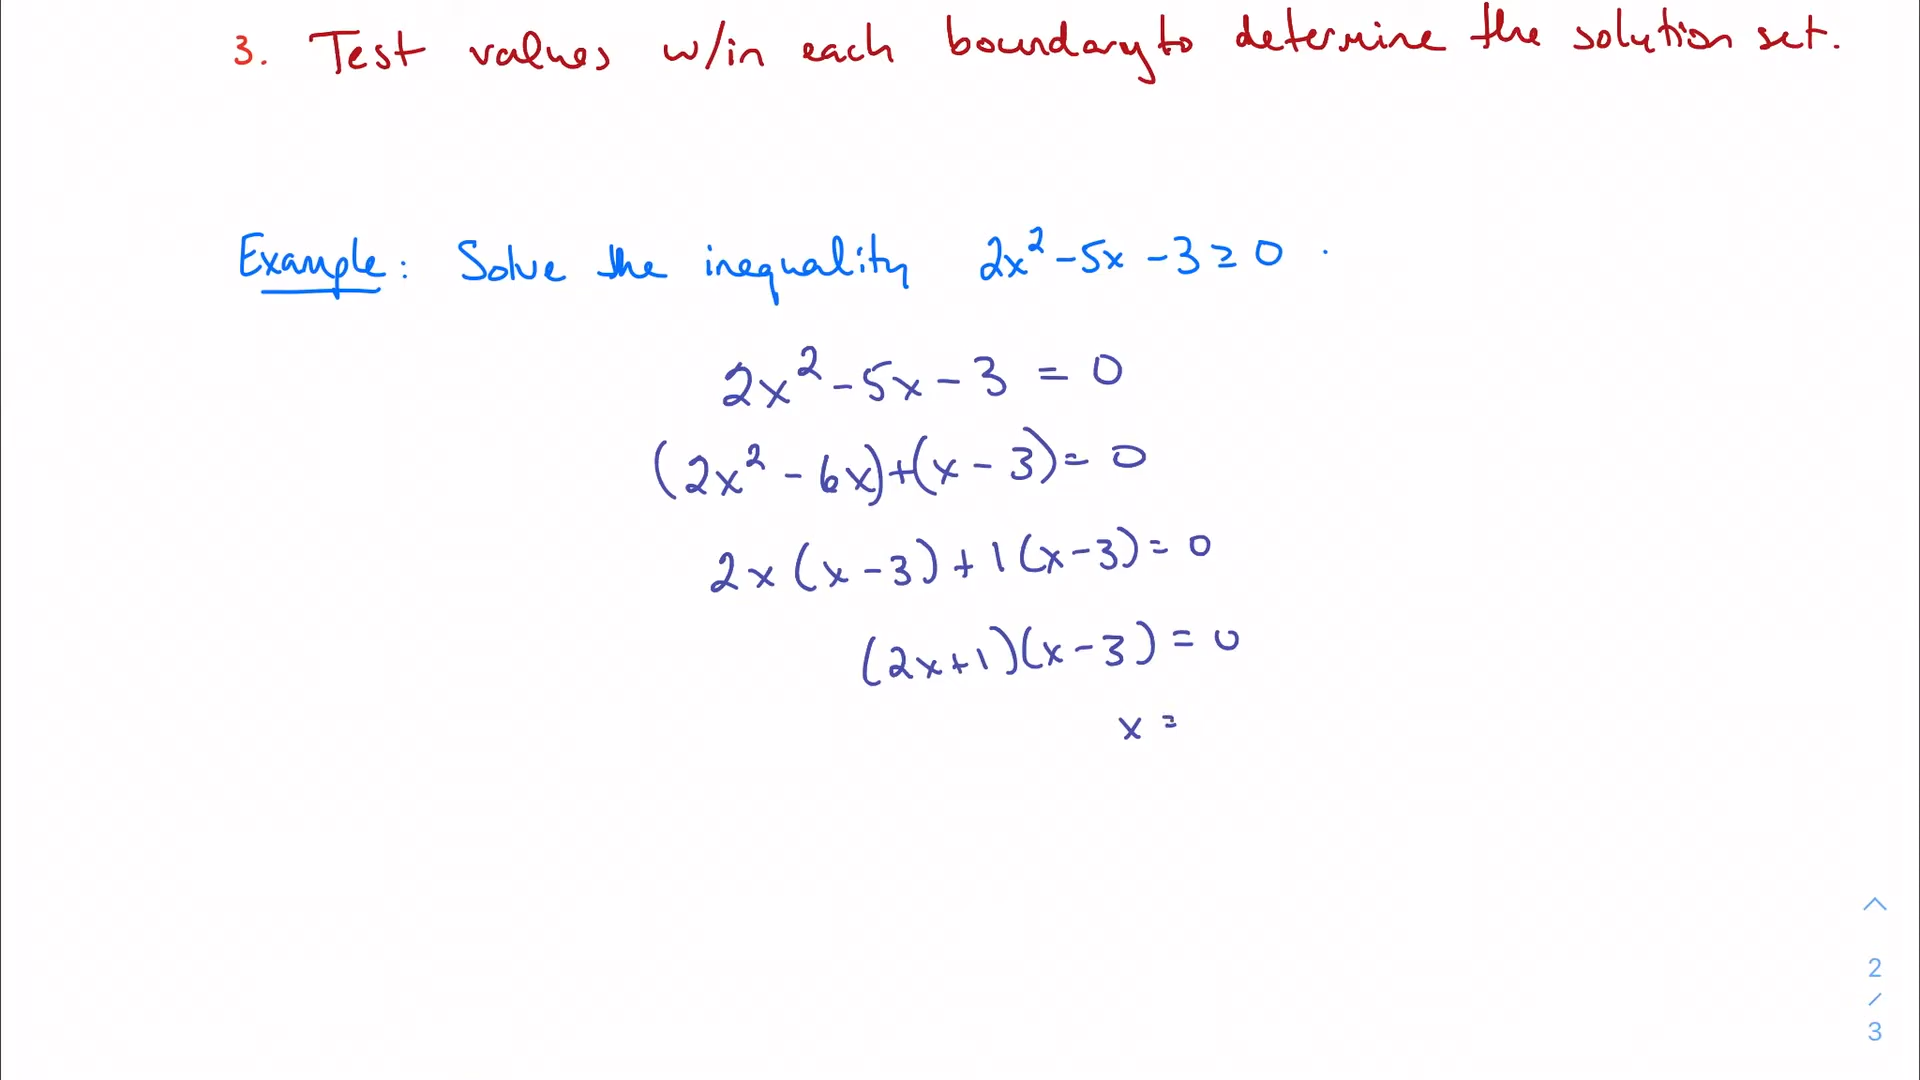 3. Test values w/in each boundary to determine the solution set.
Example: Solve the inequality 2x² - 5x - 3 ≥ 0 .
2x² - 5x - 3 = 0
(2x² - 6x) + (x - 3) = 0
2x (x - 3) + 1 (x - 3) = 0
(2x + 1)(x - 3) = 0
x =
2
/
3